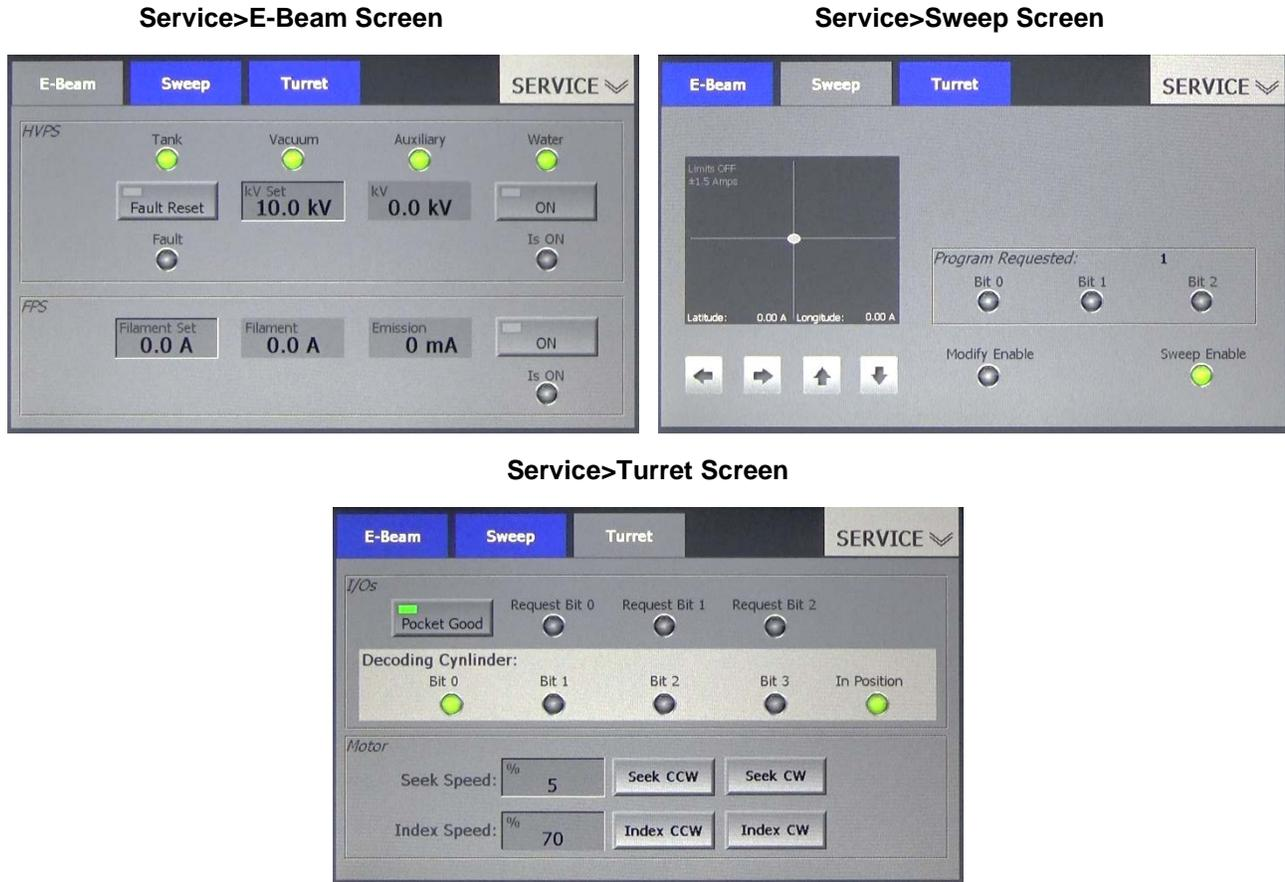 Service>E-Beam Screen
Service>Sweep Screen
E-Beam Sweep Turret SERVICE
HVPS
Tank Vacuum Auxiliary Water
Fault Reset kV Set 10.0 kV kV 0.0 kV ON
Fault Is ON
FPS
Filament Set 0.0 A Filament 0.0 A Emission 0 mA ON
Is ON
E-Beam Sweep Turret SERVICE
Limits OFF
±1.5 Amps
Latitude: 0.00 A Longitude: 0.00 A
Program Requested: 1
Bit 0 Bit 1 Bit 2
Modify Enable Sweep Enable
Service>Turret Screen
E-Beam Sweep Turret SERVICE
I/Os
Pocket Good Request Bit 0 Request Bit 1 Request Bit 2
Decoding Cynlinder:
Bit 0 Bit 1 Bit 2 Bit 3 In Position
Motor
Seek Speed: % 5 Seek CCW Seek CW
Index Speed: % 70 Index CCW Index CW